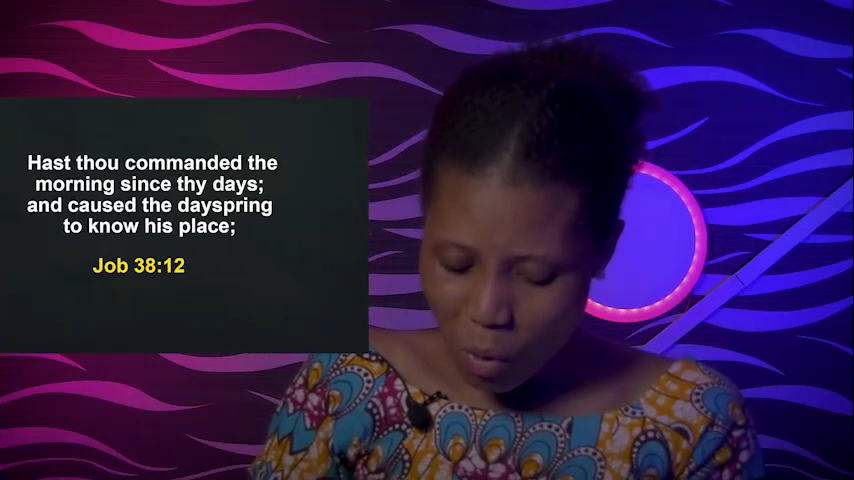 Hast thou commanded the
morning since thy days;
and caused the dayspring
to know his place;
Job 38:12